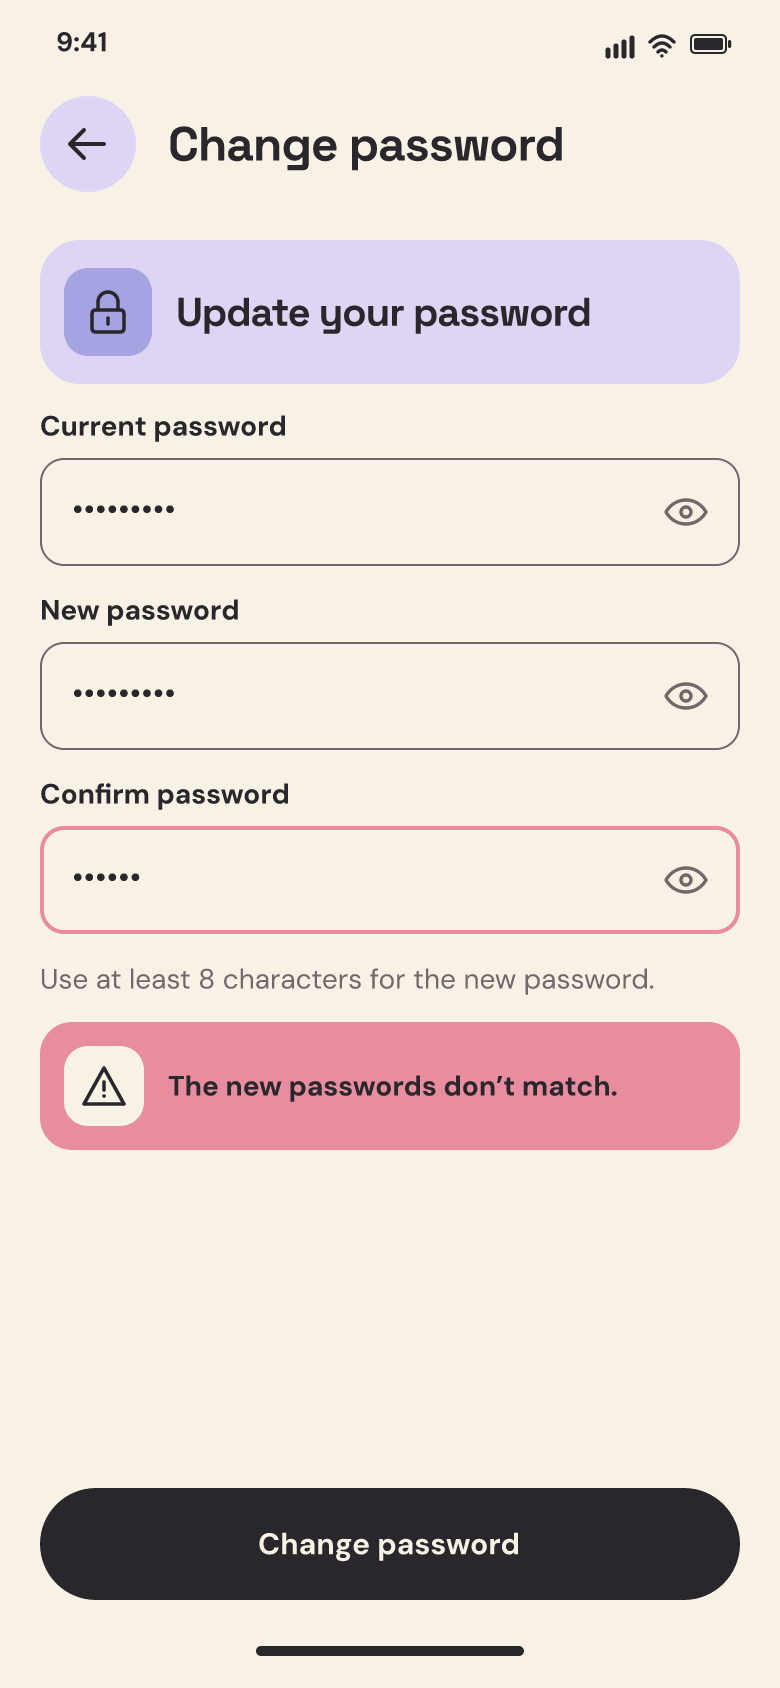 9:41
Change password
Update your password
Current password
•••••••••
New password
•••••••••
Confirm password
••••••
Use at least 8 characters for the new password.
The new passwords don’t match.
Change password